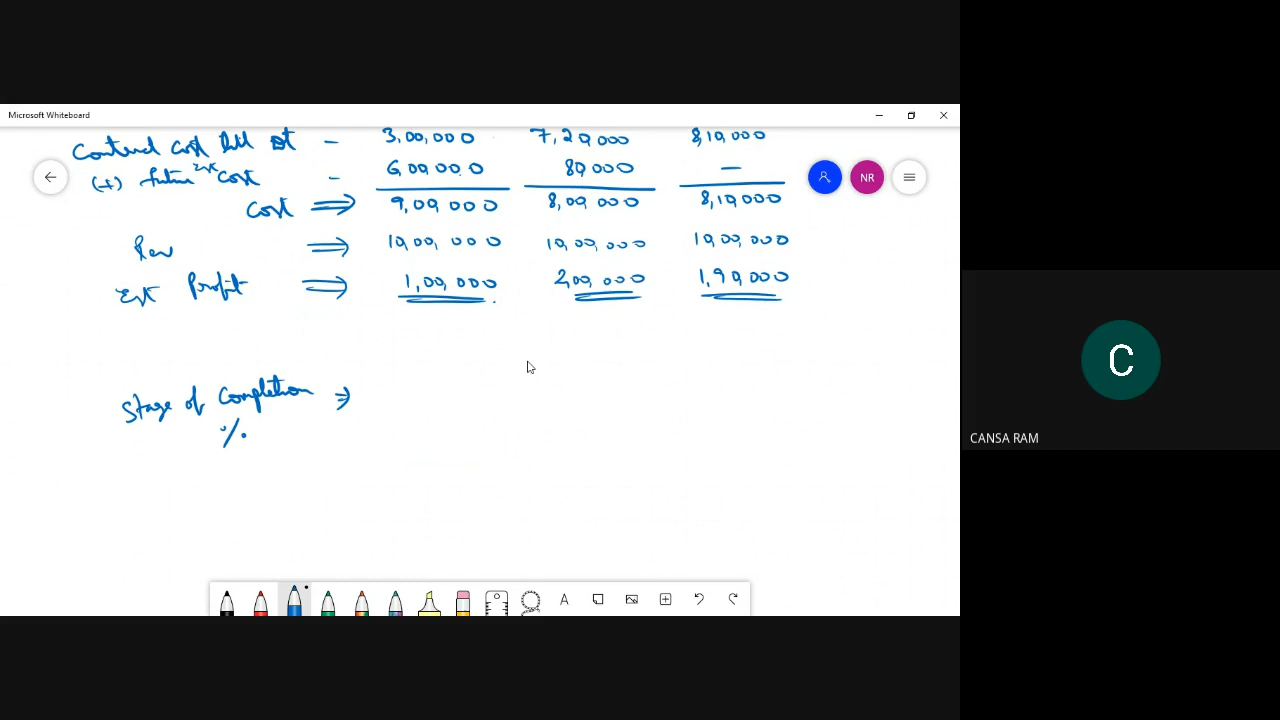 Microsoft Whiteboard
Contract cost till dt - 3,00,000 7,20,000 8,10,000
(+) future Est Cost - 6,00,000 80,000 —
Cost ⇒ 9,00,000 8,00,000 8,10,000
NR
Rev ⇒ 10,00,000 10,00,000 10,00,000
Est Profit ⇒ 1,00,000 2,00,000 1,90,000
Stage of Completion ⇒
%
A
C
CANSA RAM